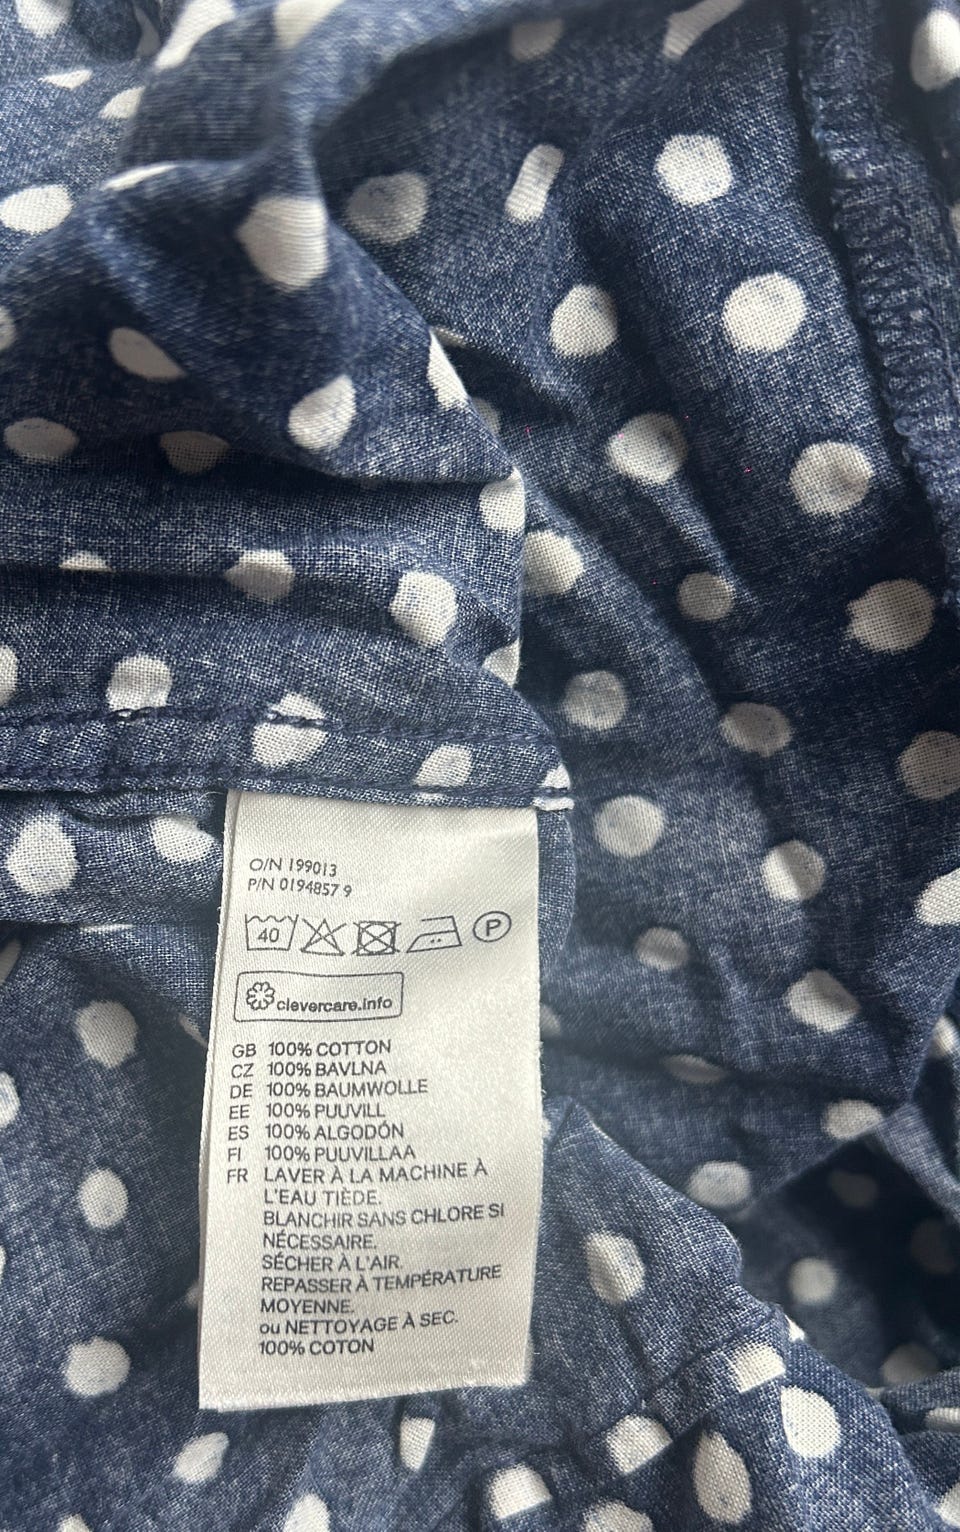 O/N 199013
P/N 0194857 9
40 P
clevercare.info
GB 100% COTTON
CZ 100% BAVLNA
DE 100% BAUMWOLLE
EE 100% PUUVILL
ES 100% ALGODÓN
FI 100% PUUVILLAA
FR LAVER À LA MACHINE À
L'EAU TIÈDE.
BLANCHIR SANS CHLORE SI
NÉCESSAIRE.
SÉCHER À L'AIR.
REPASSER À TEMPÉRATURE
MOYENNE.
ou NETTOYAGE À SEC.
100% COTON